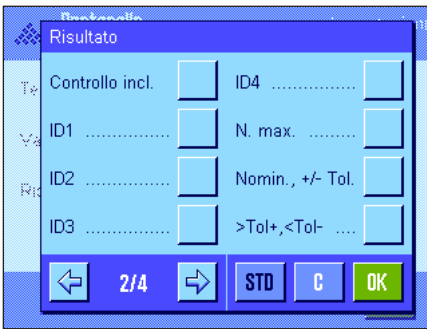 Risultato
Controllo incl.
ID4 ................
ID1 ................
N. max. .........
ID2 ................
Nomin., +/- Tol.
ID3 ................
>Tol+,<Tol- ....
2/4
STD
C
OK